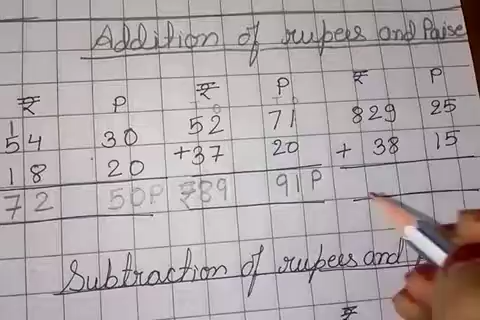 Addition of rupees and Paise
₹ P ₹ P ₹ P
1
54 30 52 71 829 25
18 20 +37 20 + 38 15
72 50P ₹89 91P
Subtraction of rupees and
₹